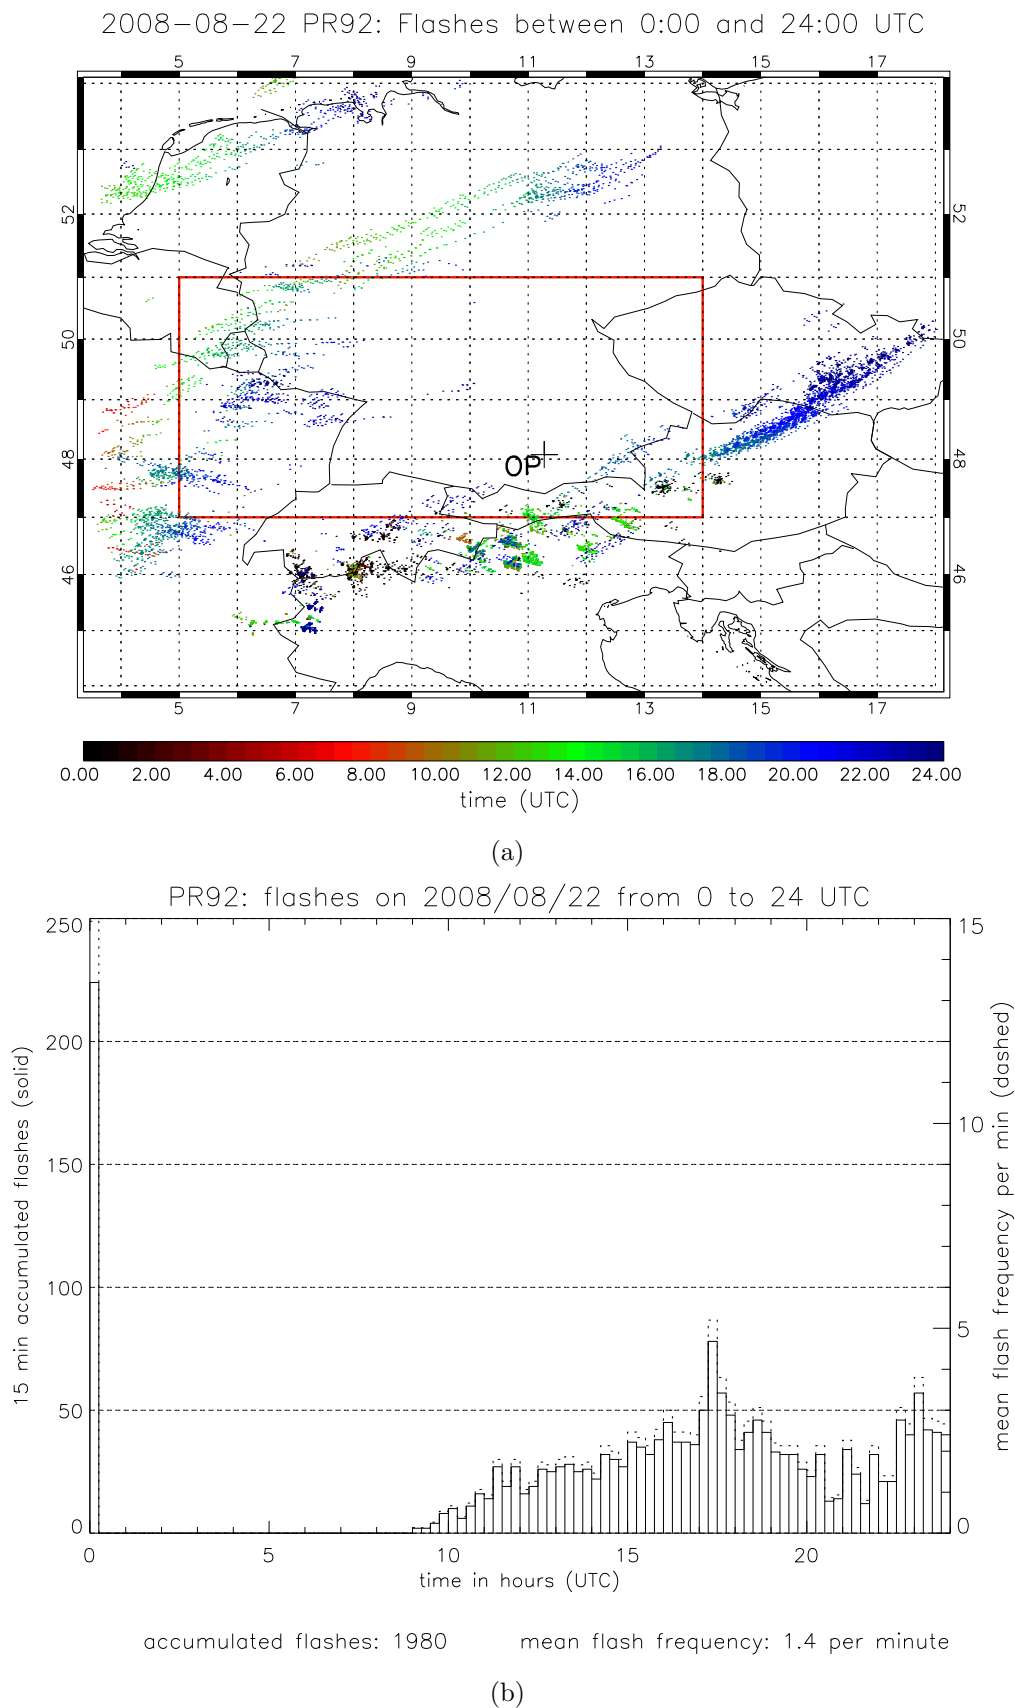 2008-08-22 PR92: Flashes between 0:00 and 24:00 UTC
5 7 9 11 13 15 17
52 52
50 50
48 48
46 46
OP
5 7 9 11 13 15 17
0.00 2.00 4.00 6.00 8.00 10.00 12.00 14.00 16.00 18.00 20.00 22.00 24.00
time (UTC)
(a)
PR92: flashes on 2008/08/22 from 0 to 24 UTC
15 min accumulated flashes (solid)
250
200
150
100
50
0
15
10
5
0
mean flash frequency per min (dashed)
0 5 10 15 20
time in hours (UTC)
accumulated flashes: 1980 mean flash frequency: 1.4 per minute
(b)